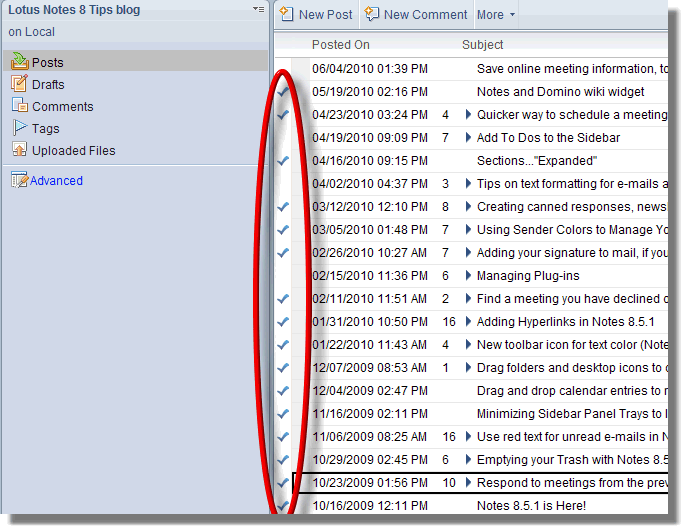 Lotus Notes 8 Tips blog
on Local
Posts
Drafts
Comments
Tags
Uploaded Files
Advanced
New Post New Comment More
Posted On Subject
06/04/2010 01:39 PM Save online meeting information, to
05/19/2010 02:16 PM Notes and Domino wiki widget
04/23/2010 03:24 PM 4 Quicker way to schedule a meeting
04/19/2010 09:09 PM 7 Add To Dos to the Sidebar
04/16/2010 09:15 PM Sections..."Expanded"
04/02/2010 04:37 PM 3 Tips on text formatting for e-mails a
03/12/2010 12:10 PM 8 Creating canned responses, news
03/05/2010 01:48 PM 7 Using Sender Colors to Manage Yo
02/26/2010 10:27 AM 7 Adding your signature to mail, if you
02/15/2010 11:36 PM 6 Managing Plug-ins
02/11/2010 11:51 AM 2 Find a meeting you have declined o
01/31/2010 10:50 PM 16 Adding Hyperlinks in Notes 8.5.1
01/22/2010 11:43 AM 4 New toolbar icon for text color (Note
12/07/2009 08:53 AM 1 Drag folders and desktop icons to
12/04/2009 02:47 PM Drag and drop calendar entries to
11/16/2009 02:11 PM Minimizing Sidebar Panel Trays to
11/06/2009 08:25 AM 16 Use red text for unread e-mails in N
10/29/2009 02:45 PM 6 Emptying your Trash with Notes 8.5
10/23/2009 01:56 PM 10 Respond to meetings from the prev
10/16/2009 12:11 PM Notes 8.5.1 is Here!